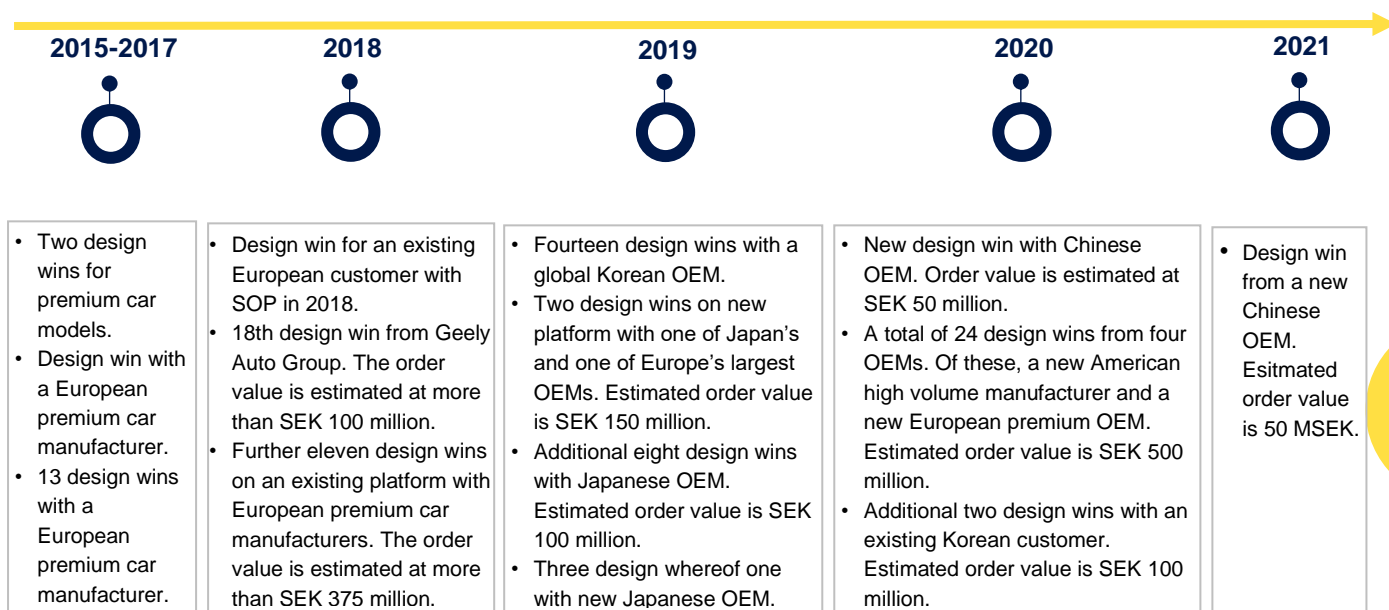 2015-2017
2018
2019
2020
2021
• Two design
wins for
premium car
models.
• Design win with
a European
premium car
manufacturer.
• 13 design wins
with a
European
premium car
manufacturer.
• Design win for an existing
European customer with
SOP in 2018.
• 18th design win from Geely
Auto Group. The order
value is estimated at more
than SEK 100 million.
• Further eleven design wins
on an existing platform with
European premium car
manufacturers. The order
value is estimated at more
than SEK 375 million.
• Fourteen design wins with a
global Korean OEM.
• Two design wins on new
platform with one of Japan’s
and one of Europe’s largest
OEMs. Estimated order value
is SEK 150 million.
• Additional eight design wins
with Japanese OEM.
Estimated order value is SEK
100 million.
• Three design whereof one
with new Japanese OEM.
• New design win with Chinese
OEM. Order value is estimated at
SEK 50 million.
• A total of 24 design wins from four
OEMs. Of these, a new American
high volume manufacturer and a
new European premium OEM.
Estimated order value is SEK 500
million.
• Additional two design wins with an
existing Korean customer.
Estimated order value is SEK 100
million.
• Design win
from a new
Chinese
OEM.
Esitmated
order value
is 50 MSEK.